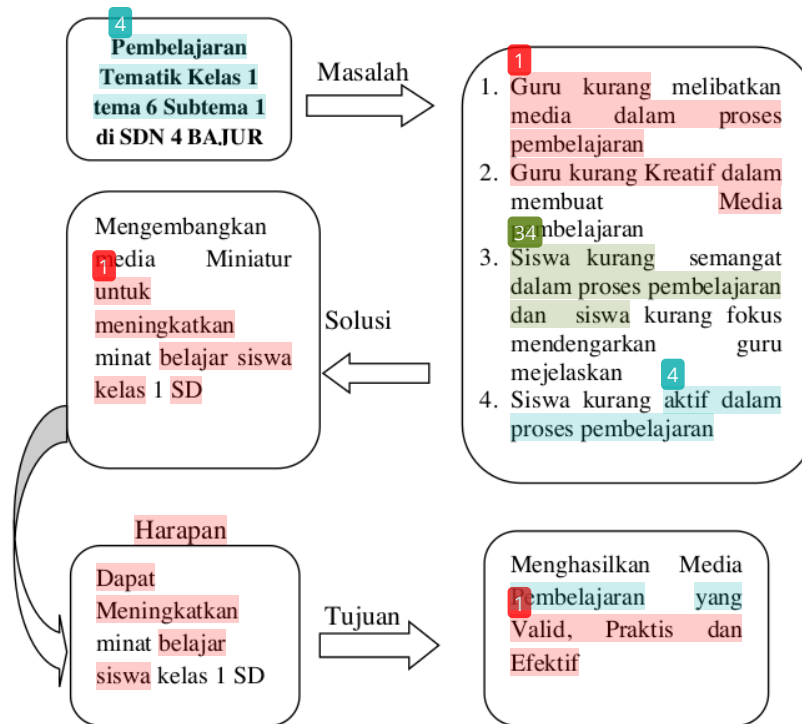 4
Pembelajaran
Tematik Kelas 1
tema 6 Subtema 1
di SDN 4 BAJUR
Masalah
1
1. Guru kurang melibatkan
media dalam proses
pembelajaran
2. Guru kurang Kreatif dalam
membuat Media
pembelajaran
34
3. Siswa kurang semangat
dalam proses pembelajaran
dan siswa kurang fokus
mendengarkan guru
mejelaskan
4
4. Siswa kurang aktif dalam
proses pembelajaran
Solusi
Mengembangkan
media Miniatur
1
untuk
meningkatkan
minat belajar siswa
kelas 1 SD
Harapan
Dapat
Meningkatkan
minat belajar
siswa kelas 1 SD
Tujuan
Menghasilkan Media
Pembelajaran yang
1
Valid, Praktis dan
Efektif